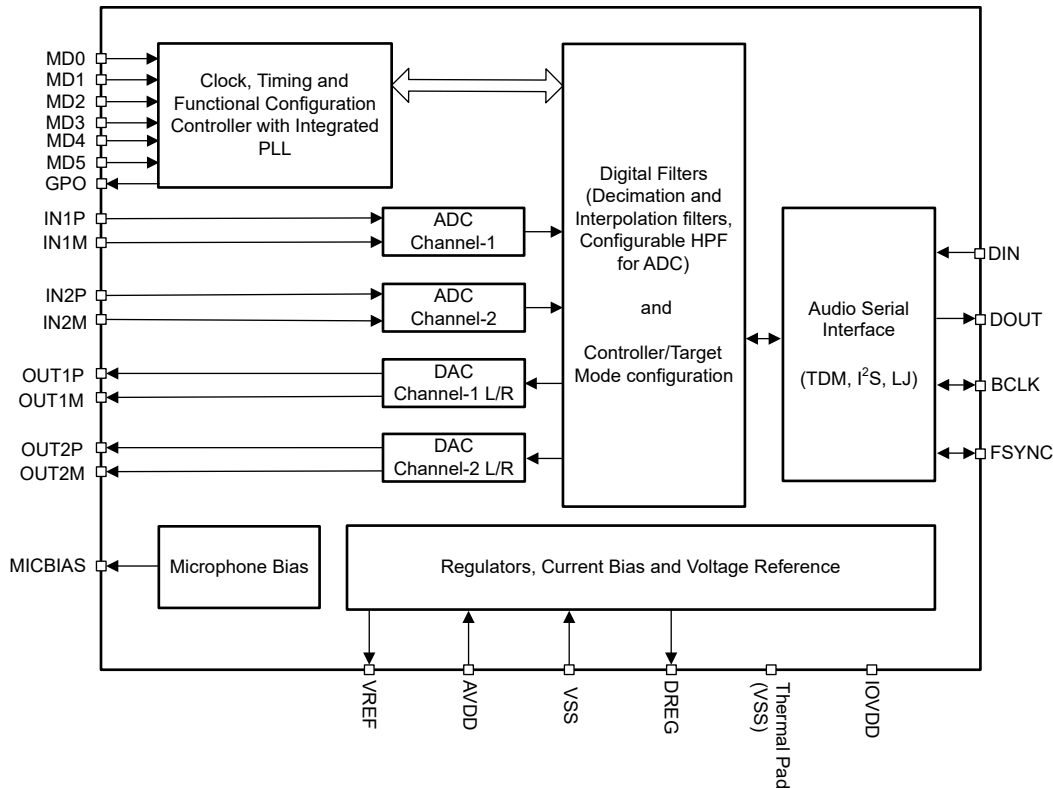 MD0
MD1
MD2
MD3
MD4
MD5
GPO
Clock, Timing and
Functional Configuration
Controller with Integrated
PLL
IN1P
IN1M
ADC
Channel-1
IN2P
IN2M
ADC
Channel-2
OUT1P
OUT1M
DAC
Channel-1 L/R
OUT2P
OUT2M
DAC
Channel-2 L/R
Digital Filters
(Decimation and
Interpolation filters,
Configurable HPF
for ADC)
and
Controller/Target
Mode configuration
Audio Serial
Interface
(TDM, I²S, LJ)
DIN
DOUT
BCLK
FSYNC
MICBIAS
Microphone Bias
Regulators, Current Bias and Voltage Reference
VREF
AVDD
VSS
DREG
Thermal Pad
(VSS)
IOVDD